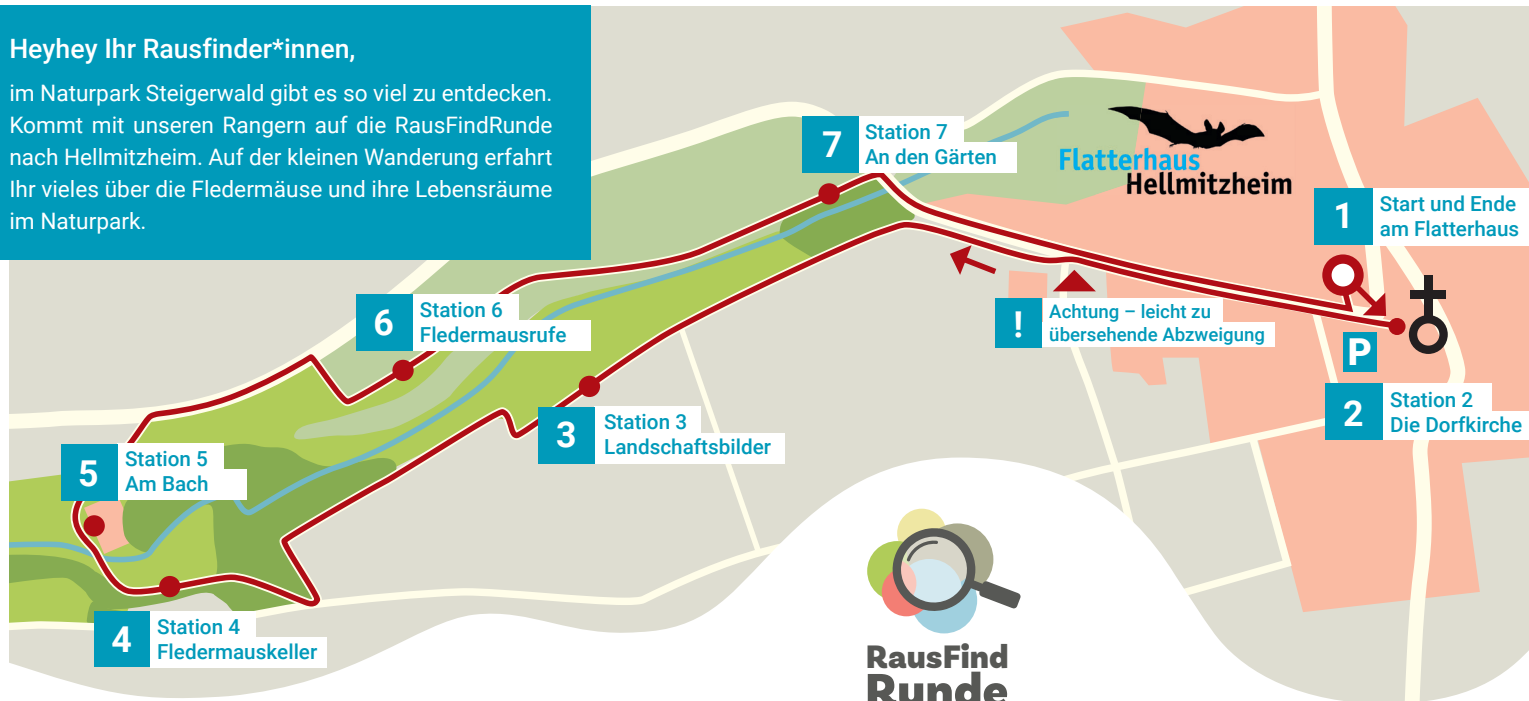 Heyhey Ihr Rausfinder*innen,
im Naturpark Steigerwald gibt es so viel zu entdecken.
Kommt mit unseren Rangern auf die RausFindRunde
nach Hellmitzheim. Auf der kleinen Wanderung erfahrt
Ihr vieles über die Fledermäuse und ihre Lebensräume
im Naturpark.
7
Station 7
An den Gärten
Flatterhaus
Hellmitzheim
1
Start und Ende
am Flatterhaus
6
Station 6
Fledermausrufe
!
Achtung – leicht zu
übersehende Abzweigung
P
2
Station 2
Die Dorfkirche
3
Station 3
Landschaftsbilder
5
Station 5
Am Bach
4
Station 4
Fledermauskeller
RausFind
Runde